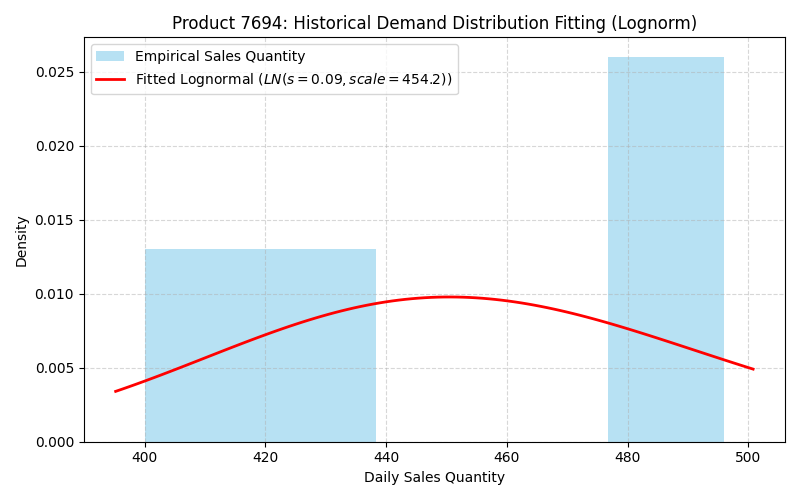 Product 7694: Historical Demand Distribution Fitting (Lognorm)
Empirical Sales Quantity
Fitted Lognormal (LN(s = 0.09, scale = 454.2))
0.025
0.020
0.015
0.010
0.005
0.000
Density
400 420 440 460 480 500
Daily Sales Quantity